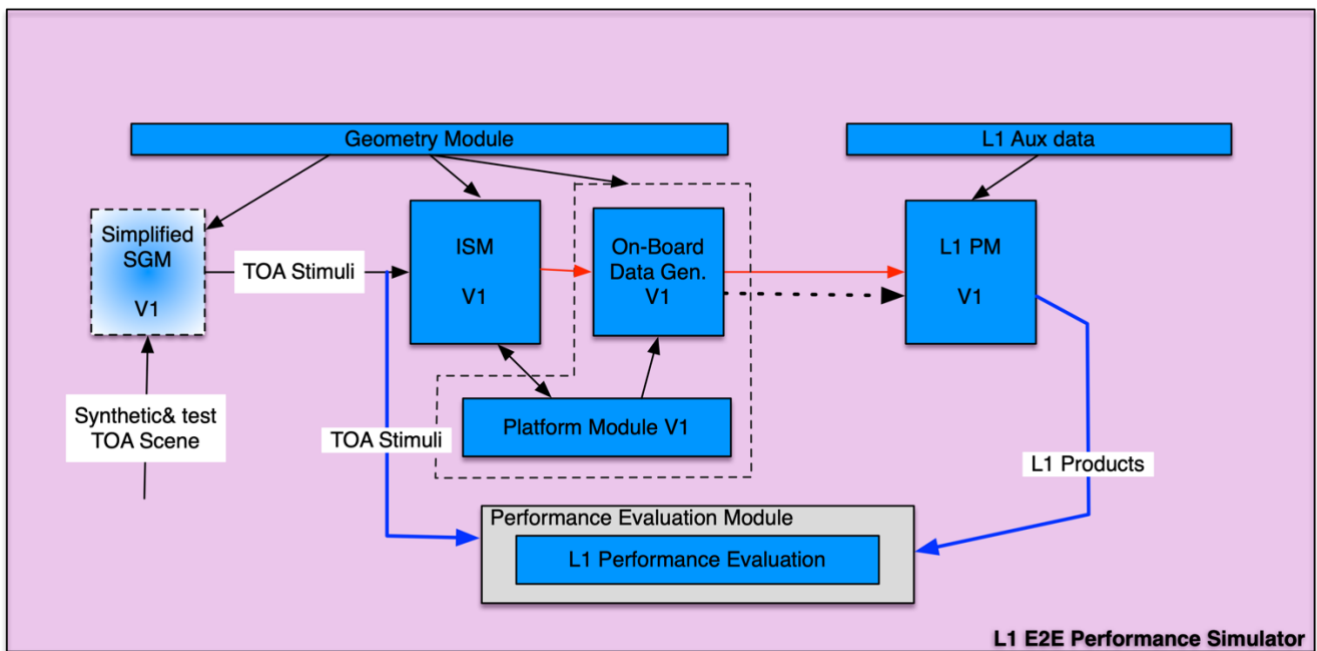 Geometry Module
L1 Aux data
Simplified
SGM
V1
TOA Stimuli
ISM
V1
On-Board
Data Gen.
V1
L1 PM
V1
Synthetic& test
TOA Scene
TOA Stimuli
Platform Module V1
L1 Products
Performance Evaluation Module
L1 Performance Evaluation
L1 E2E Performance Simulator